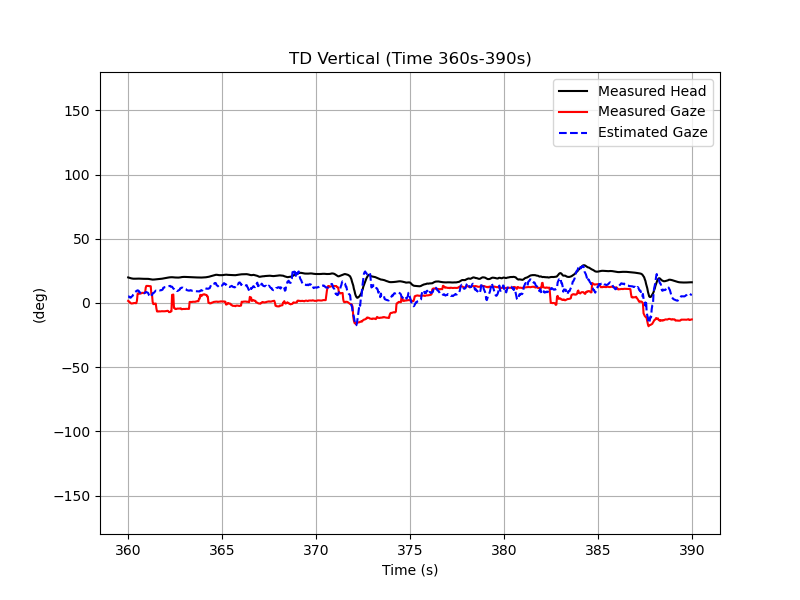 TD Vertical (Time 360s-390s)
Measured Head
Measured Gaze
Estimated Gaze
150
100
50
0
−50
−100
−150
(deg)
360 365 370 375 380 385 390
Time (s)